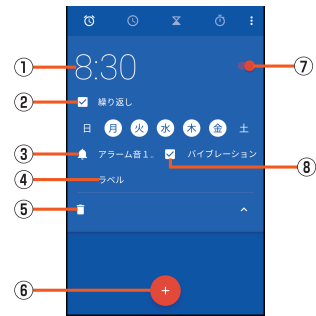 ① 8:30 ⑦
② 繰り返し
日 月 火 水 木 金 土
③ アラーム音1.. バイブレーション
⑧
④ ラベル
⑤
⑥ +